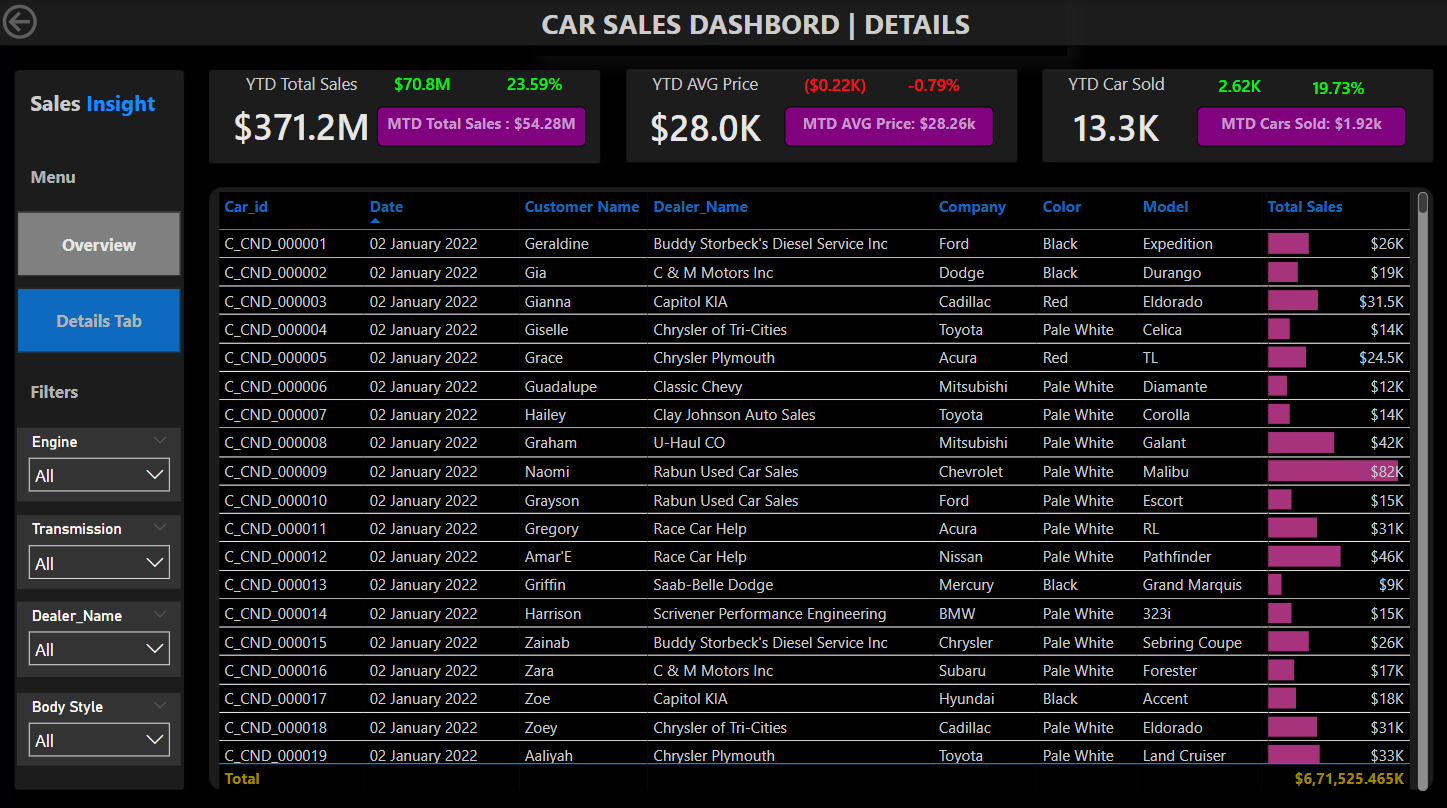 CAR SALES DASHBORD | DETAILS
Sales Insight
Menu
Overview
Details Tab
Filters
Engine
All
Transmission
All
Dealer_Name
All
Body Style
All
YTD Total Sales $70.8M 23.59%
$371.2M MTD Total Sales : $54.28M
YTD AVG Price ($0.22K) -0.79%
$28.0K MTD AVG Price: $28.26k
YTD Car Sold 2.62K 19.73%
13.3K MTD Cars Sold: $1.92k
Car_id Date Customer Name Dealer_Name Company Color Model Total Sales
C_CND_000001 02 January 2022 Geraldine Buddy Storbeck's Diesel Service Inc Ford Black Expedition $26K
C_CND_000002 02 January 2022 Gia C & M Motors Inc Dodge Black Durango $19K
C_CND_000003 02 January 2022 Gianna Capitol KIA Cadillac Red Eldorado $31.5K
C_CND_000004 02 January 2022 Giselle Chrysler of Tri-Cities Toyota Pale White Celica $14K
C_CND_000005 02 January 2022 Grace Chrysler Plymouth Acura Red TL $24.5K
C_CND_000006 02 January 2022 Guadalupe Classic Chevy Mitsubishi Pale White Diamante $12K
C_CND_000007 02 January 2022 Hailey Clay Johnson Auto Sales Toyota Pale White Corolla $14K
C_CND_000008 02 January 2022 Graham U-Haul CO Mitsubishi Pale White Galant $42K
C_CND_000009 02 January 2022 Naomi Rabun Used Car Sales Chevrolet Pale White Malibu $82K
C_CND_000010 02 January 2022 Grayson Rabun Used Car Sales Ford Pale White Escort $15K
C_CND_000011 02 January 2022 Gregory Race Car Help Acura Pale White RL $31K
C_CND_000012 02 January 2022 Amar'E Race Car Help Nissan Pale White Pathfinder $46K
C_CND_000013 02 January 2022 Griffin Saab-Belle Dodge Mercury Black Grand Marquis $9K
C_CND_000014 02 January 2022 Harrison Scrivener Performance Engineering BMW Pale White 323i $15K
C_CND_000015 02 January 2022 Zainab Buddy Storbeck's Diesel Service Inc Chrysler Pale White Sebring Coupe $26K
C_CND_000016 02 January 2022 Zara C & M Motors Inc Subaru Pale White Forester $17K
C_CND_000017 02 January 2022 Zoe Capitol KIA Hyundai Black Accent $18K
C_CND_000018 02 January 2022 Zoey Chrysler of Tri-Cities Cadillac Pale White Eldorado $31K
C_CND_000019 02 January 2022 Aaliyah Chrysler Plymouth Toyota Pale White Land Cruiser $33K
Total $6,71,525.465K